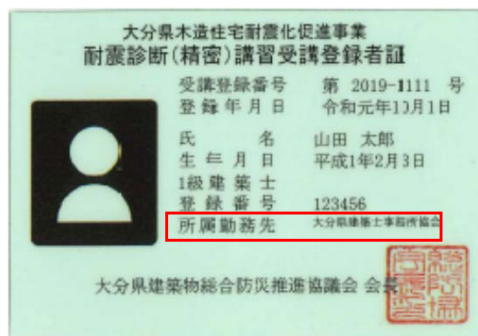 大分県木造住宅耐震化促進事業
耐震診断(精密)講習受講登録者証
受講登録番号 第 2019-1111 号
登録年月日 令和元年10月1日
氏 名 山田 太郎
生年月日 平成1年2月3日
1級建築士
登録番号 123456
所属勤務先 大分県建築士事務所協会
大分県建築物総合防災推進協議会 会長